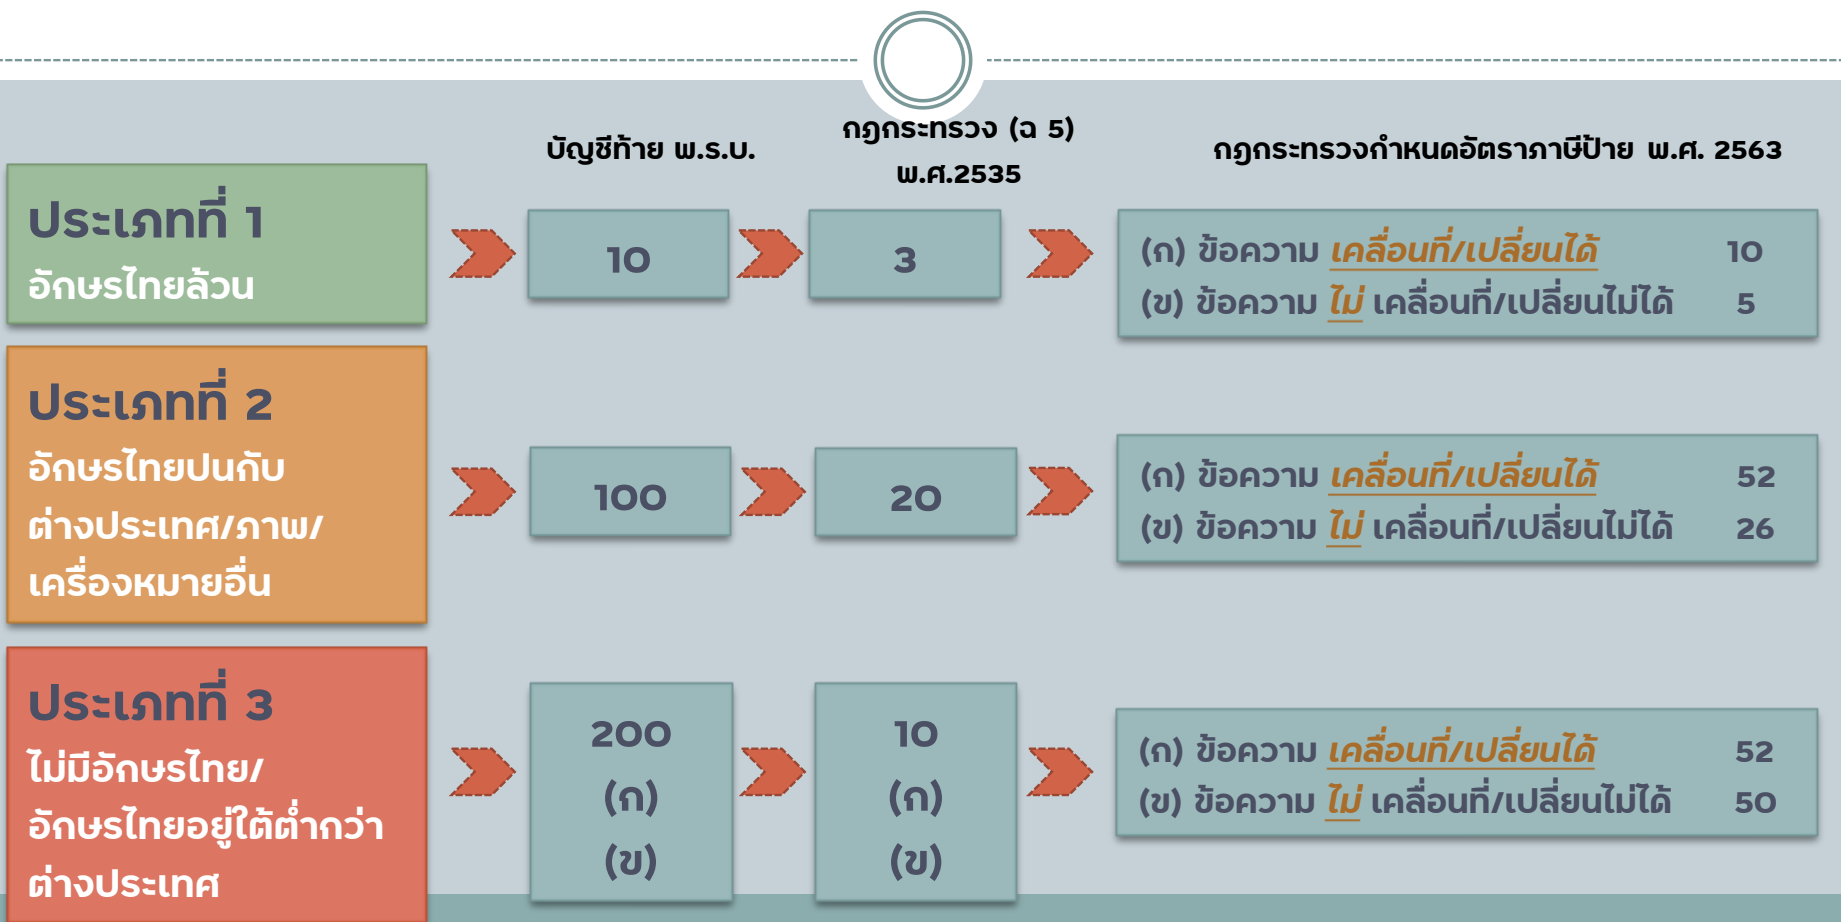 บัญชีท้าย พ.ร.บ.
กฎกระทรวง (ฉ 5)
พ.ศ.2535
กฎกระทรวงกำหนดอัตราภาษีป้าย พ.ศ. 2563
ประเภทที่ 1
อักษรไทยล้วน
10
3
(ก) ข้อความ เคลื่อนที่/เปลี่ยนได้ 10
(ข) ข้อความ ไม่ เคลื่อนที่/เปลี่ยนไม่ได้ 5
ประเภทที่ 2
อักษรไทยปนกับ
ต่างประเทศ/ภาพ/
เครื่องหมายอื่น
100
20
(ก) ข้อความ เคลื่อนที่/เปลี่ยนได้ 52
(ข) ข้อความ ไม่ เคลื่อนที่/เปลี่ยนไม่ได้ 26
ประเภทที่ 3
ไม่มีอักษรไทย/
อักษรไทยอยู่ใต้ต่ำกว่า
ต่างประเทศ
200
(ก)
(ข)
10
(ก)
(ข)
(ก) ข้อความ เคลื่อนที่/เปลี่ยนได้ 52
(ข) ข้อความ ไม่ เคลื่อนที่/เปลี่ยนไม่ได้ 50